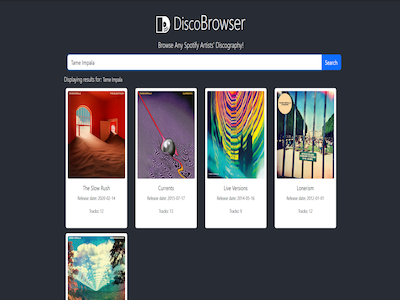 DiscoBrowser
Browse Any Spotify Artists' Discography!
Tame Impala
Search
Displaying results for: Tame Impala
The Slow Rush
Release date: 2020-02-14
Tracks: 12
Currents
Release date: 2015-07-17
Tracks: 13
Live Versions
Release date: 2014-05-16
Tracks: 9
Lonerism
Release date: 2012-01-01
Tracks: 12